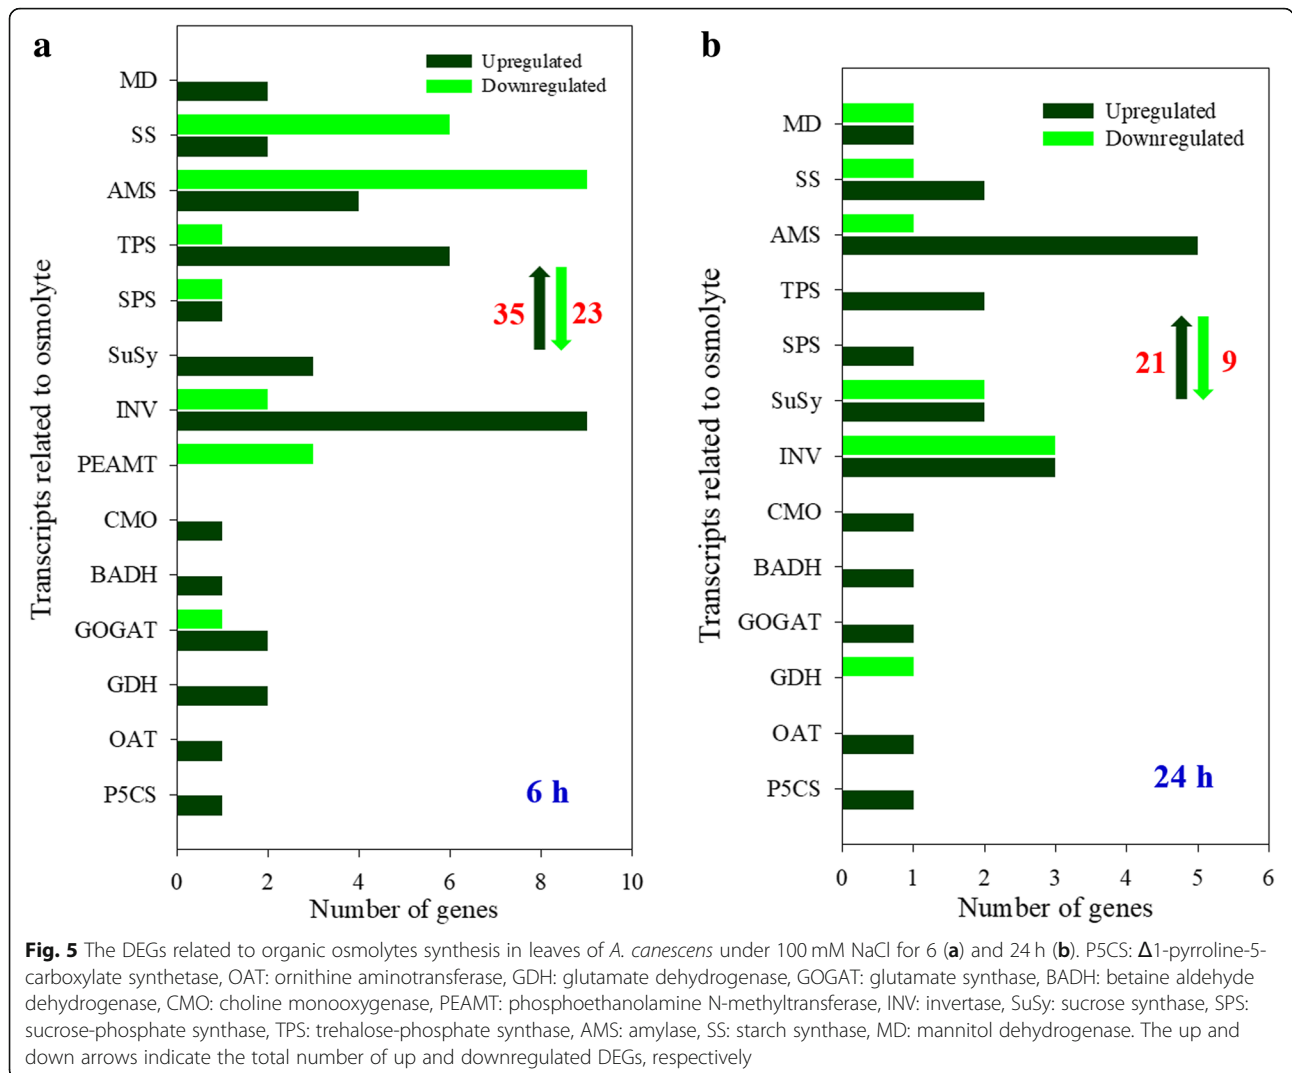 a
Transcripts related to osmolyte
MD
SS
AMS
TPS
SPS
SuSy
INV
PEAMT
CMO
BADH
GOGAT
GDH
OAT
P5CS
Upregulated
Downregulated
35 23
6 h
0 2 4 6 8 10
Number of genes
b
Transcripts related to osmolyte
MD
SS
AMS
TPS
SPS
SuSy
INV
CMO
BADH
GOGAT
GDH
OAT
P5CS
Upregulated
Downregulated
21 9
24 h
0 1 2 3 4 5 6
Number of genes
Fig. 5 The DEGs related to organic osmolytes synthesis in leaves of A. canescens under 100 mM NaCl for 6 (a) and 24 h (b). P5CS: Δ1-pyrroline-5-
carboxylate synthetase, OAT: ornithine aminotransferase, GDH: glutamate dehydrogenase, GOGAT: glutamate synthase, BADH: betaine aldehyde
dehydrogenase, CMO: choline monooxygenase, PEAMT: phosphoethanolamine N-methyltransferase, INV: invertase, SuSy: sucrose synthase, SPS:
sucrose-phosphate synthase, TPS: trehalose-phosphate synthase, AMS: amylase, SS: starch synthase, MD: mannitol dehydrogenase. The up and
down arrows indicate the total number of up and downregulated DEGs, respectively